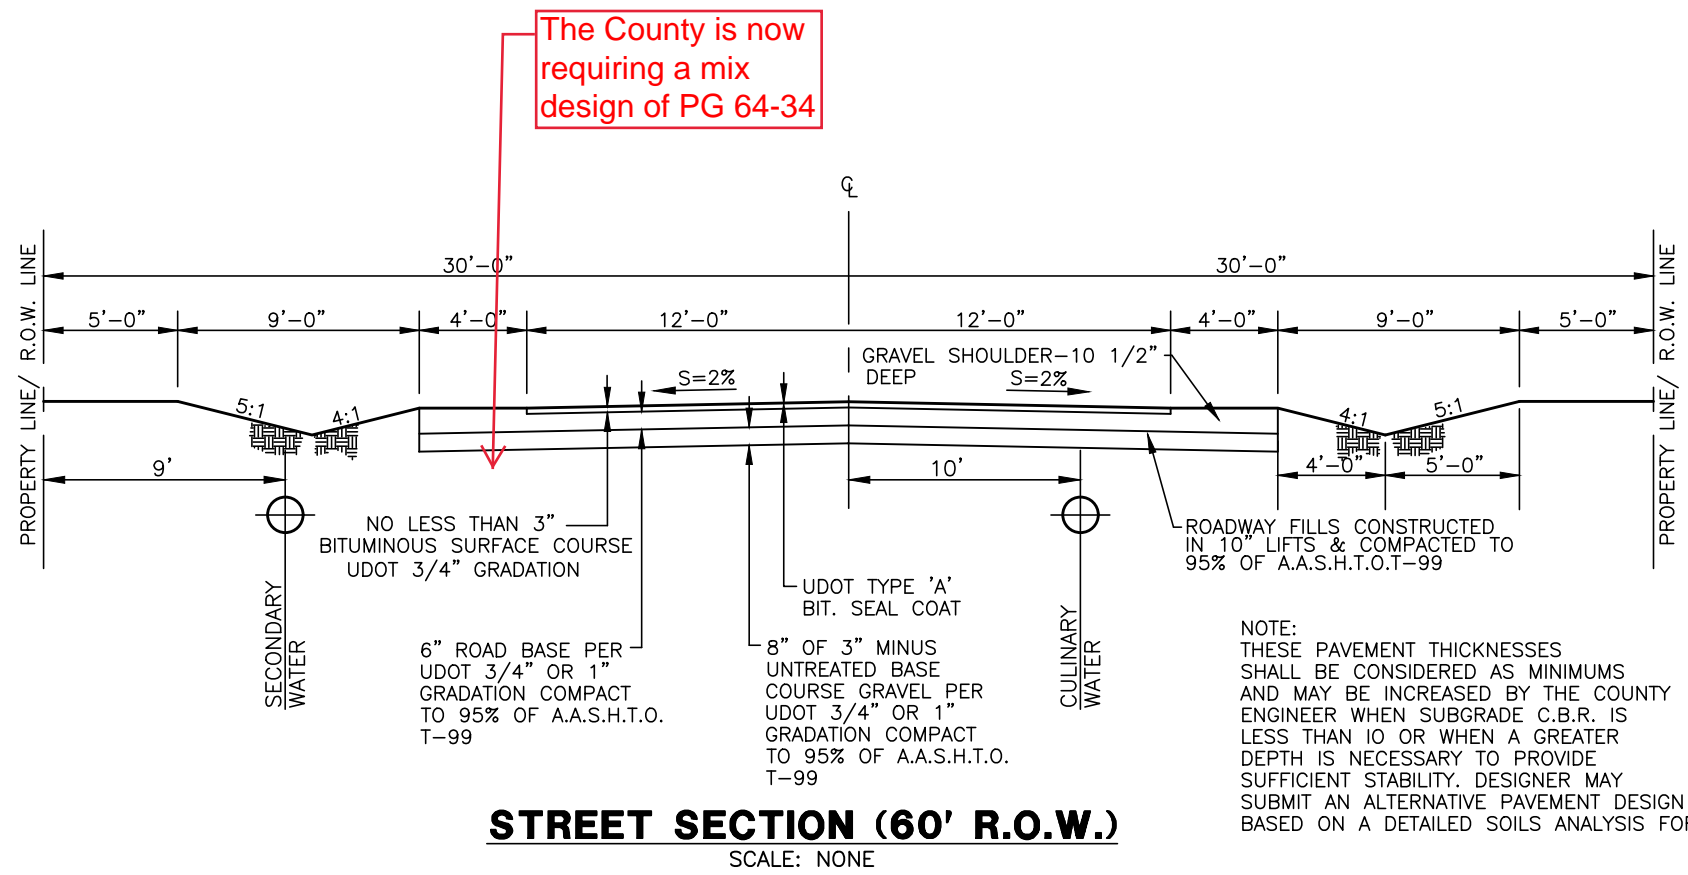 The County is now
requiring a mix
design of PG 64-34
℄
30'-0"
30'-0"
5'-0"
9'-0"
4'-0"
12'-0"
12'-0"
4'-0"
9'-0"
5'-0"
PROPERTY LINE/ R.O.W. LINE
PROPERTY LINE/ R.O.W. LINE
GRAVEL SHOULDER-10 1/2"
DEEP
S=2%
S=2%
5:1
4:1
4:1
5:1
9'
10'
4'-0"
5'-0"
NO LESS THAN 3"
BITUMINOUS SURFACE COURSE
UDOT 3/4" GRADATION
ROADWAY FILLS CONSTRUCTED
IN 10" LIFTS & COMPACTED TO
95% OF A.A.S.H.T.O.T-99
UDOT TYPE 'A'
BIT. SEAL COAT
SECONDARY
WATER
CULINARY
WATER
6" ROAD BASE PER
UDOT 3/4" OR 1"
GRADATION COMPACT
TO 95% OF A.A.S.H.T.O.
T-99
8" OF 3" MINUS
UNTREATED BASE
COURSE GRAVEL PER
UDOT 3/4" OR 1"
GRADATION COMPACT
TO 95% OF A.A.S.H.T.O.
T-99
NOTE:
THESE PAVEMENT THICKNESSES
SHALL BE CONSIDERED AS MINIMUMS
AND MAY BE INCREASED BY THE COUNTY
ENGINEER WHEN SUBGRADE C.B.R. IS
LESS THAN 10 OR WHEN A GREATER
DEPTH IS NECESSARY TO PROVIDE
SUFFICIENT STABILITY. DESIGNER MAY
SUBMIT AN ALTERNATIVE PAVEMENT DESIGN
BASED ON A DETAILED SOILS ANALYSIS FOR
STREET SECTION (60' R.O.W.)
SCALE: NONE